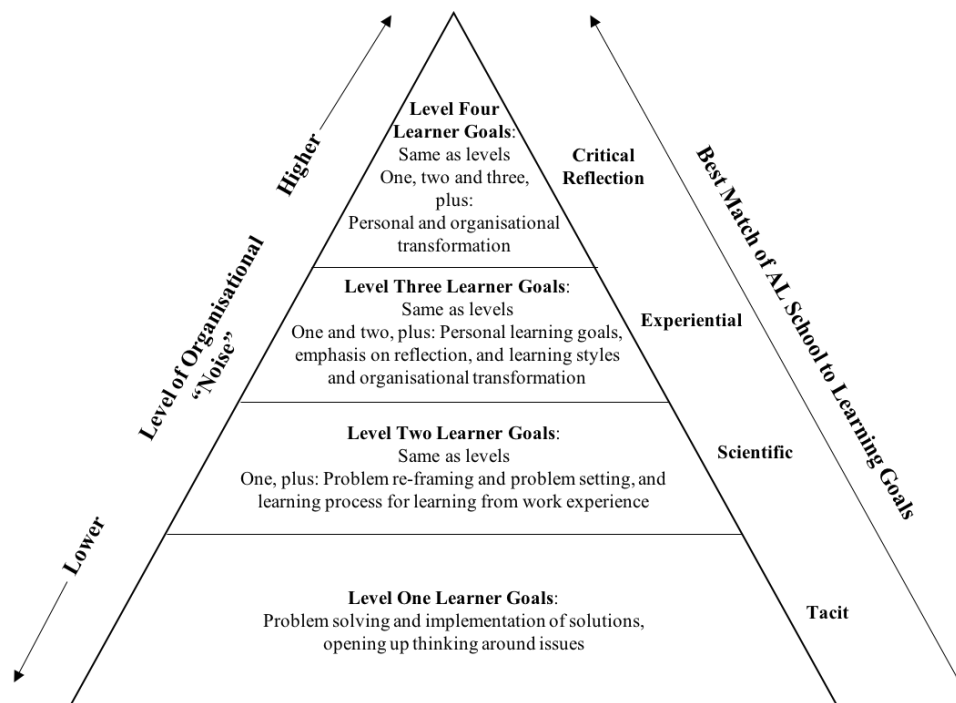 Level Four
Learner Goals:
Same as levels
One, two and three,
plus:
Personal and organisational
transformation
Critical
Reflection
Higher
Level of Organisational
“Noise”
Lower
Best Match of AL School to Learning Goals
Level Three Learner Goals:
Same as levels
One and two, plus: Personal learning goals,
emphasis on reflection, and learning styles
and organisational transformation
Experiential
Level Two Learner Goals:
Same as levels
One, plus: Problem re-framing and problem setting, and
learning process for learning from work experience
Scientific
Level One Learner Goals:
Problem solving and implementation of solutions,
opening up thinking around issues
Tacit